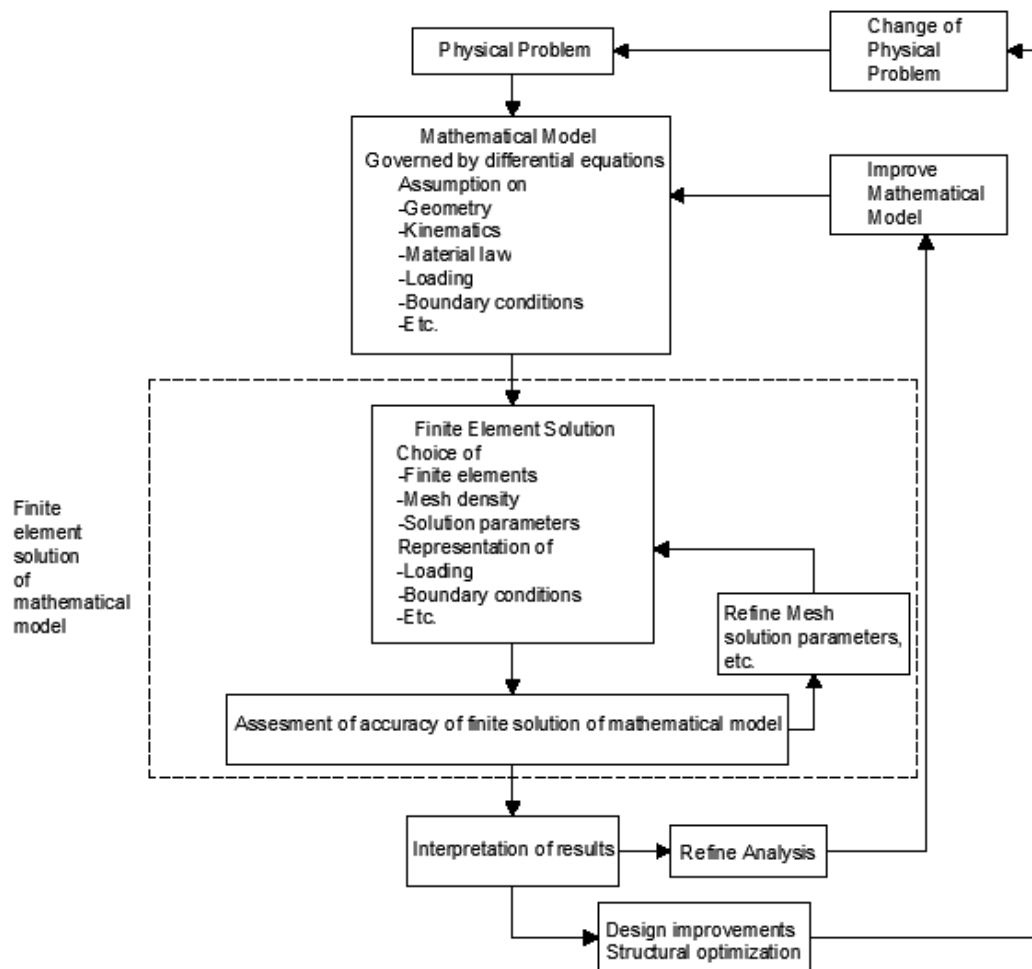 Physical Problem
Change of
Physical
Problem
Mathematical Model
Governed by differential equations
Assumption on
-Geometry
-Kinematics
-Material law
-Loading
-Boundary conditions
-Etc.
Improve
Mathematical
Model
Finite Element Solution
Choice of
-Finite elements
-Mesh density
-Solution parameters
Representation of
-Loading
-Boundary conditions
-Etc.
Finite
element
solution
of
mathematical
model
Refine Mesh
solution parameters,
etc.
Assesment of accuracy of finite solution of mathematical model
Interpretation of results
Refine Analysis
Design improvements
Structural optimization